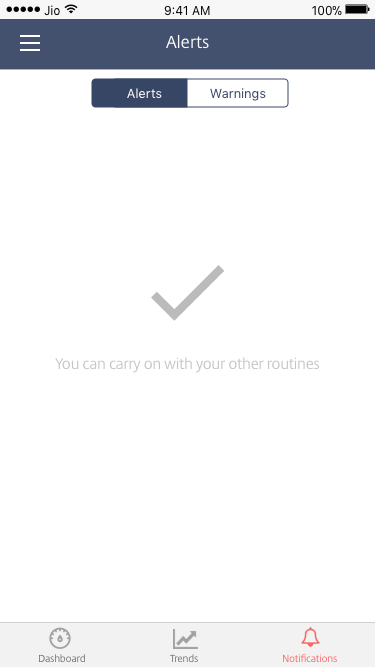 Jio 9:41 AM 100%
Alerts
Alerts Warnings
You can carry on with your other routines
Dashboard Trends Notifications